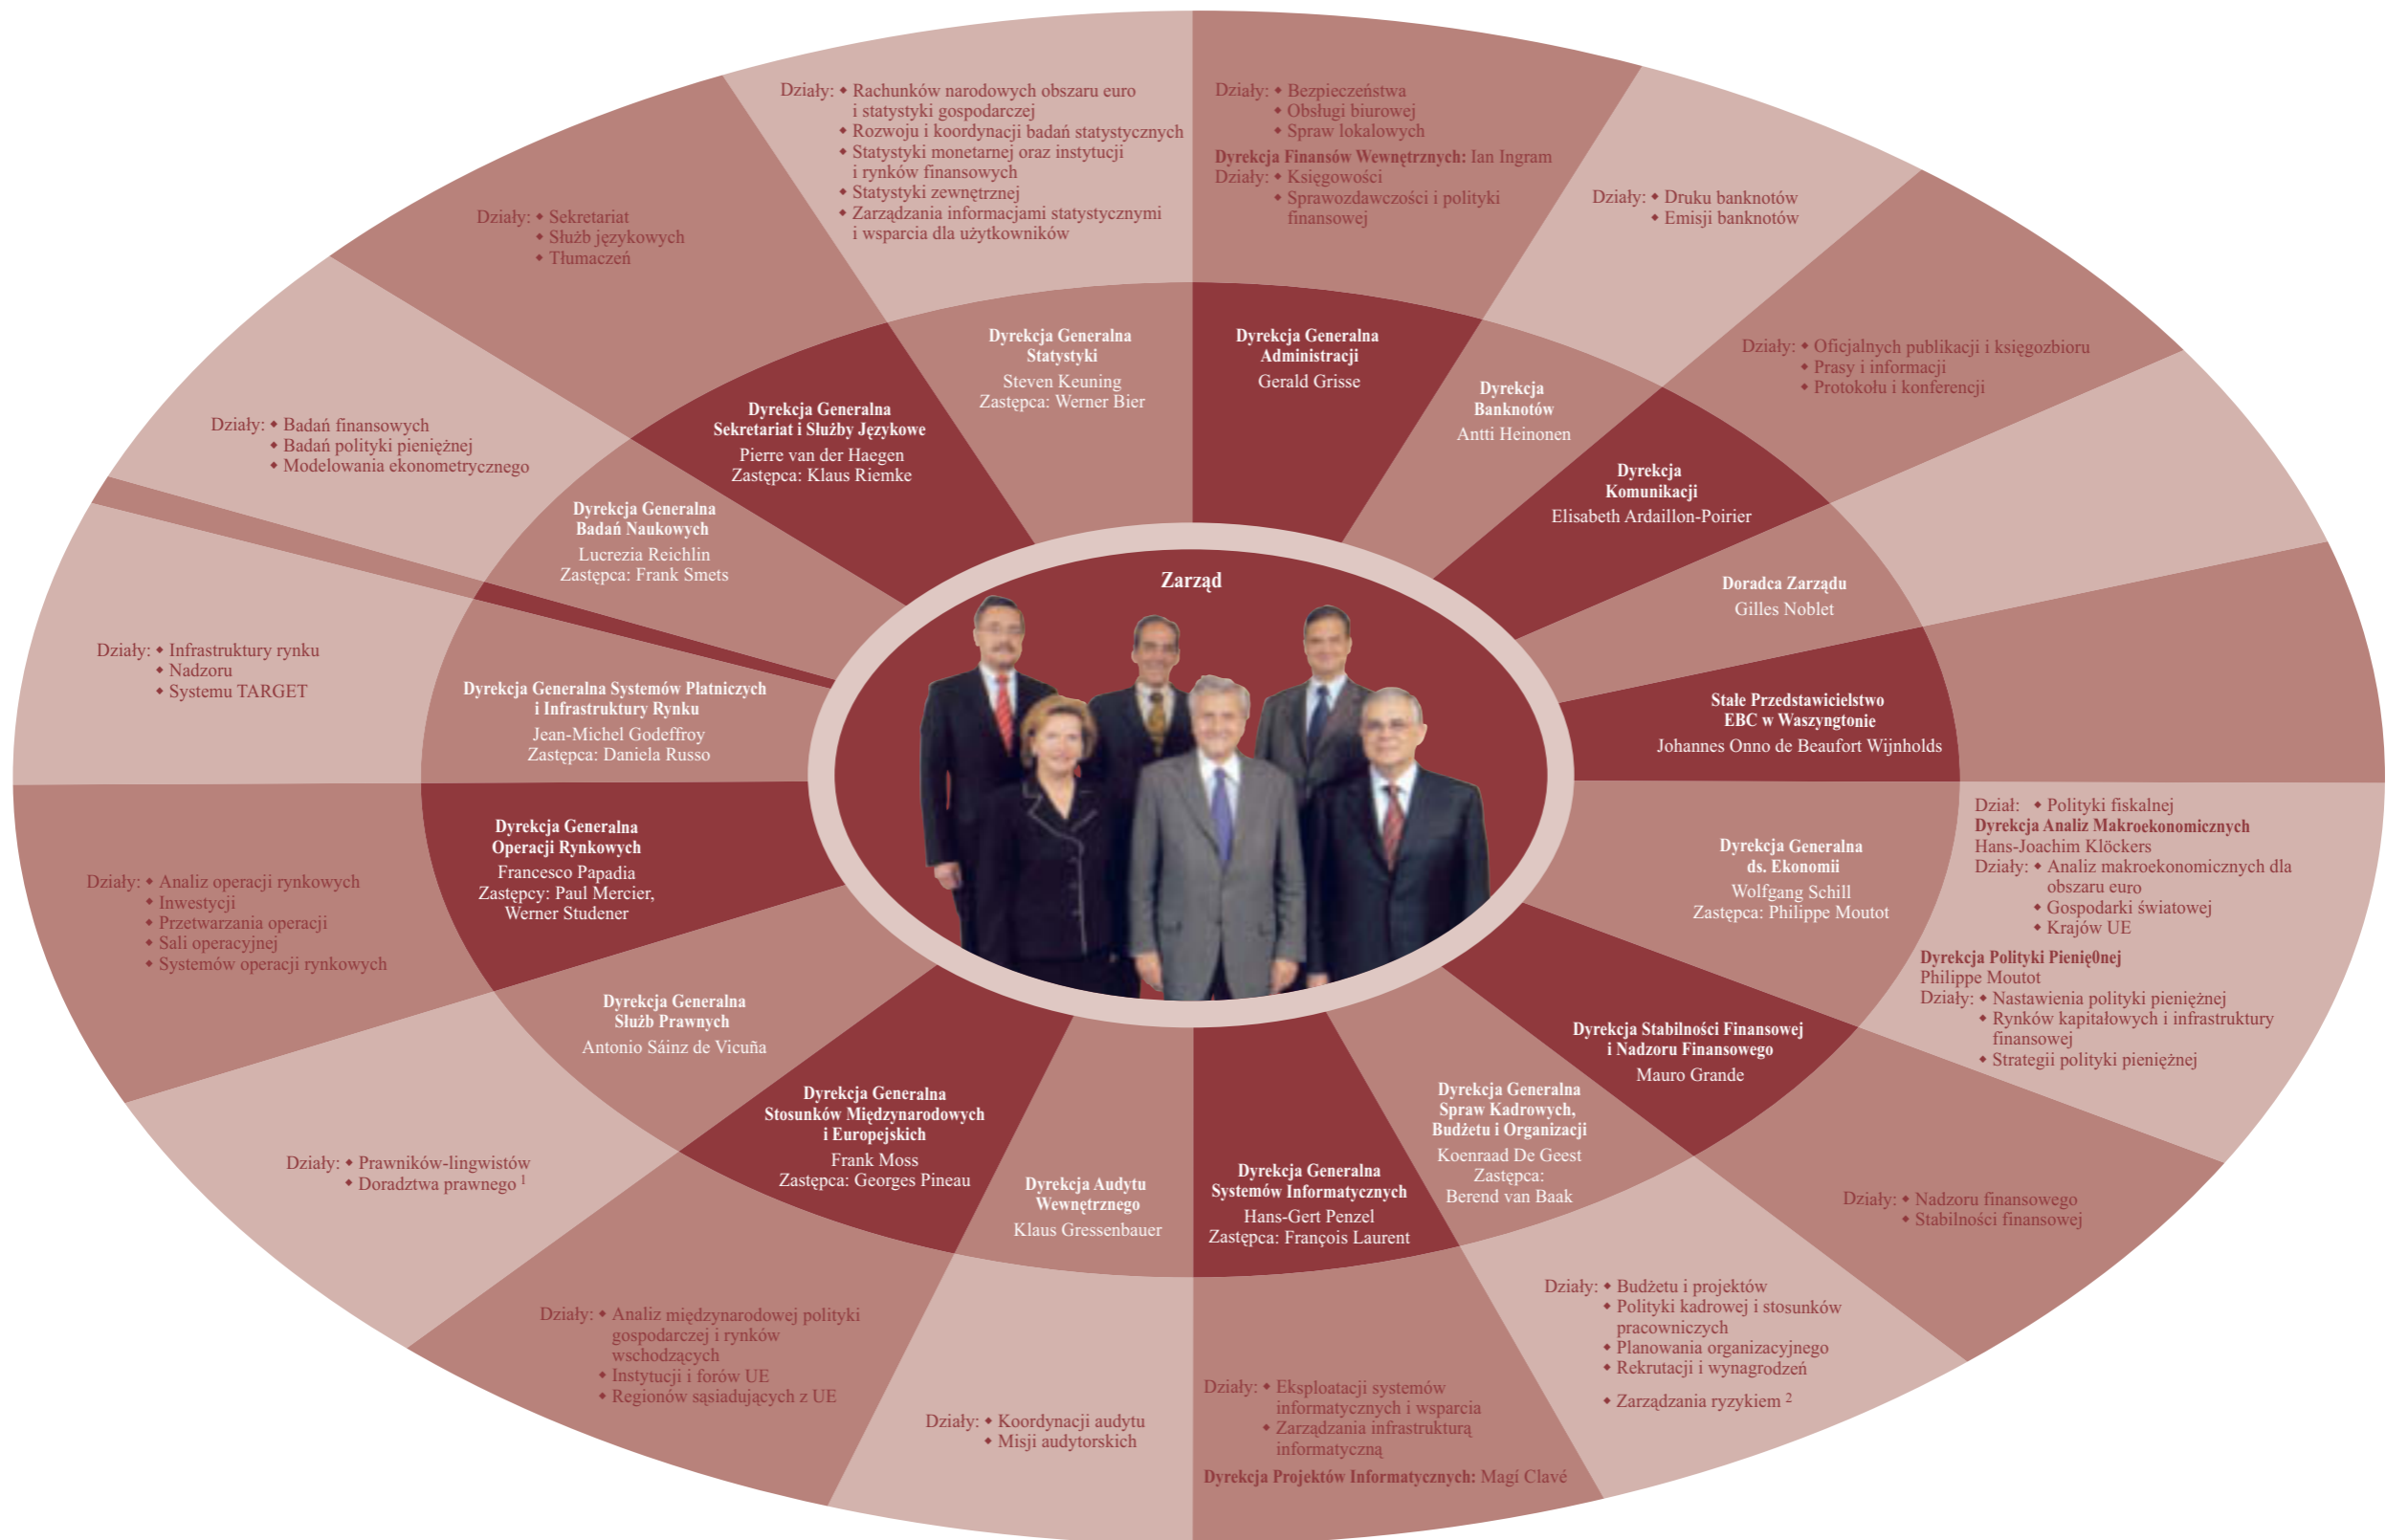 Zarząd
Działy: ◆ Bezpieczeństwa
◆ Obsługi biurowej
◆ Spraw lokalowych
Dyrekcja Finansów Wewnętrznych: Ian Ingram
Działy: ◆ Księgowości
◆ Sprawozdawczości i polityki
finansowej
Dyrekcja Generalna
Administracji
Gerald Grisse
Działy: ◆ Druku banknotów
◆ Emisji banknotów
Dyrekcja
Banknotów
Antti Heinonen
Działy: ◆ Oficjalnych publikacji i księgozbioru
◆ Prasy i informacji
◆ Protokołu i konferencji
Dyrekcja
Komunikacji
Elisabeth Ardaillon-Poirier
Doradca Zarządu
Gilles Noblet
Stałe Przedstawicielstwo
EBC w Waszyngtonie
Johannes Onno de Beaufort Wijnholds
Dyrekcja Generalna
ds. Ekonomii
Wolfgang Schill
Zastępca: Philippe Moutot
Dział: ◆ Polityki fiskalnej
Dyrekcja Analiz Makroekonomicznych
Hans-Joachim Klöckers
Działy: ◆ Analiz makroekonomicznych dla
obszaru euro
◆ Gospodarki światowej
◆ Krajów UE
Dyrekcja Polityki Pienię0nej
Philippe Moutot
Działy: ◆ Nastawienia polityki pieniężnej
◆ Rynków kapitałowych i infrastruktury
finansowej
◆ Strategii polityki pieniężnej
Dyrekcja Stabilności Finansowej
i Nadzoru Finansowego
Mauro Grande
Działy: ◆ Nadzoru finansowego
◆ Stabilności finansowej
Dyrekcja Generalna
Spraw Kadrowych,
Budżetu i Organizacji
Koenraad De Geest
Zastępca:
Berend van Baak
Działy: ◆ Budżetu i projektów
◆ Polityki kadrowej i stosunków
pracowniczych
◆ Planowania organizacyjnego
◆ Rekrutacji i wynagrodzeń
◆ Zarządzania ryzykiem 2
Dyrekcja Generalna
Systemów Informatycznych
Hans-Gert Penzel
Zastępca: François Laurent
Działy: ◆ Eksploatacji systemów
informatycznych i wsparcia
◆ Zarządzania infrastrukturą
informatyczną
Dyrekcja Projektów Informatycznych: Magí Clavé
Dyrekcja Audytu
Wewnętrznego
Klaus Gressenbauer
Działy: ◆ Koordynacji audytu
◆ Misji audytorskich
Dyrekcja Generalna
Stosunków Międzynarodowych
i Europejskich
Frank Moss
Zastępca: Georges Pineau
Działy: ◆ Analiz międzynarodowej polityki
gospodarczej i rynków
wschodzących
◆ Instytucji i forów UE
◆ Regionów sąsiadujących z UE
Dyrekcja Generalna
Służb Prawnych
Antonio Sáinz de Vicuña
Działy: ◆ Prawników-lingwistów
◆ Doradztwa prawnego 1
Dyrekcja Generalna
Operacji Rynkowych
Francesco Papadia
Zastępcy: Paul Mercier,
Werner Studener
Działy: ◆ Analiz operacji rynkowych
◆ Inwestycji
◆ Przetwarzania operacji
◆ Sali operacyjnej
◆ Systemów operacji rynkowych
Dyrekcja Generalna Systemów Płatniczych
i Infrastruktury Rynku
Jean-Michel Godeffroy
Zastępca: Daniela Russo
Działy: ◆ Infrastruktury rynku
◆ Nadzoru
◆ Systemu TARGET
Dyrekcja Generalna
Badań Naukowych
Lucrezia Reichlin
Zastępca: Frank Smets
Działy: ◆ Badań finansowych
◆ Badań polityki pieniężnej
◆ Modelowania ekonometrycznego
Dyrekcja Generalna
Sekretariat i Służby Językowe
Pierre van der Haegen
Zastępca: Klaus Riemke
Działy: ◆ Sekretariat
◆ Służb językowych
◆ Tłumaczeń
Dyrekcja Generalna
Statystyki
Steven Keuning
Zastępca: Werner Bier
Działy: ◆ Rachunków narodowych obszaru euro
i statystyki gospodarczej
◆ Rozwoju i koordynacji badań statystycznych
◆ Statystyki monetarnej oraz instytucji
i rynków finansowych
◆ Statystyki zewnętrznej
◆ Zarządzania informacjami statystycznymi
i wsparcia dla użytkowników